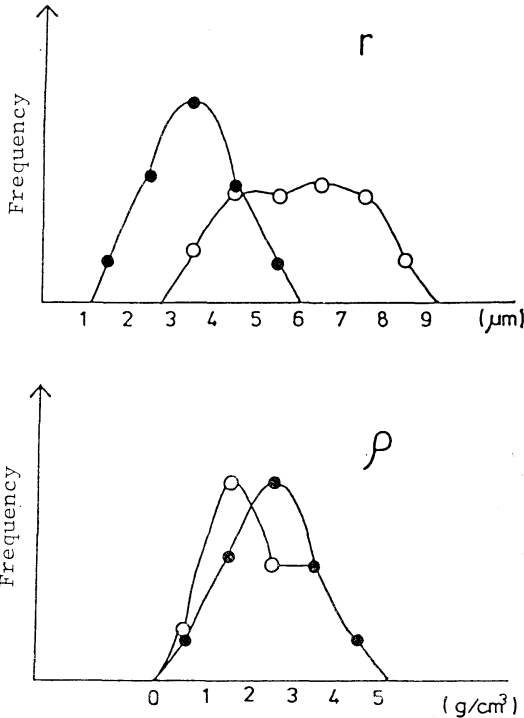 r
Frequency
1 2 3 4 5 6 7 8 9 (μm)
ρ
Frequency
0 1 2 3 4 5 (g/cm³)